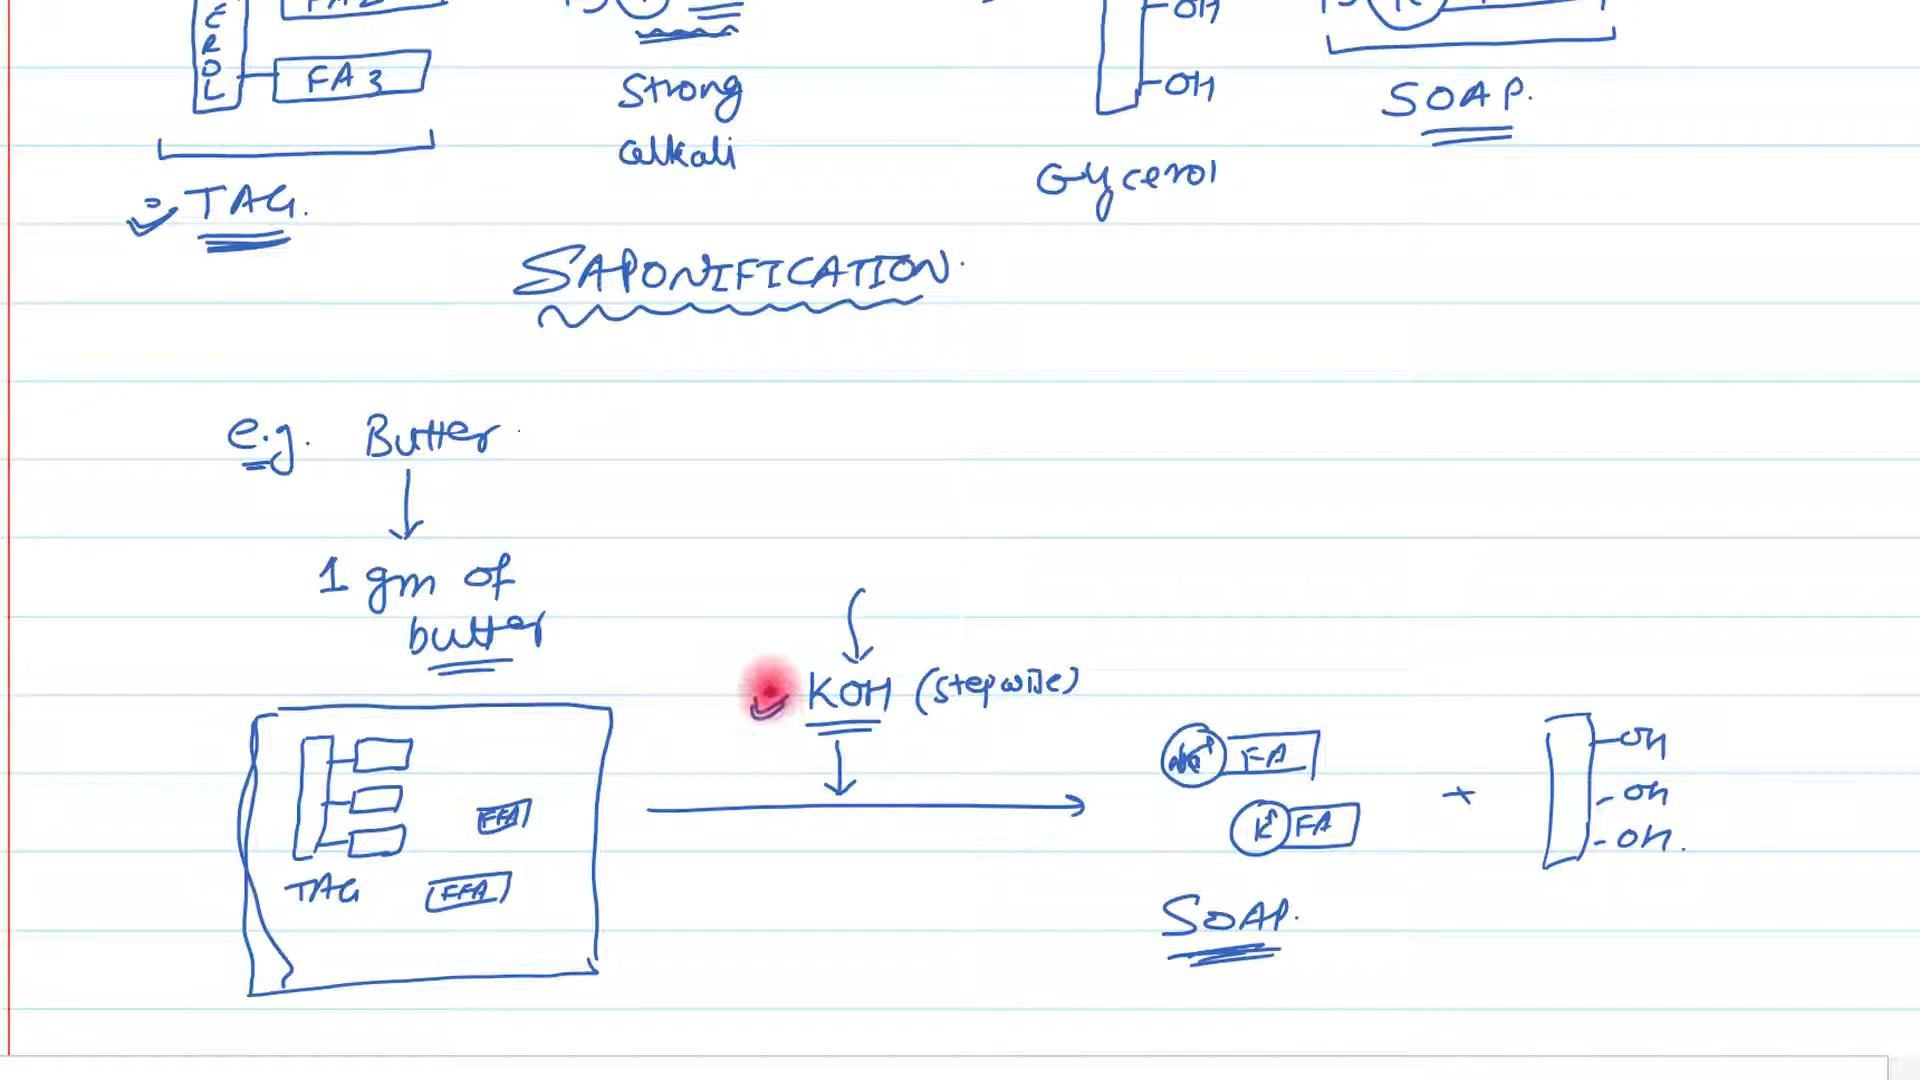 E
R
O
L
FA 3
OH
OH
Strong
alkali
SOAP.
Glycerol
TAG.
SAPONIFICATION.
e.g. Butter
1 gm of
butter
KOH (stepwise)
FA
K+ FA
+
OH
OH
OH.
FFA
FFA
TAG
SOAP.